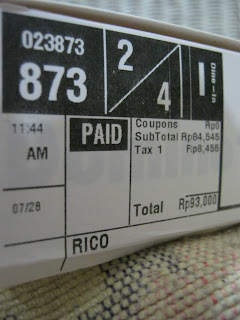 023873
873
2/4
I Dine-In
11:44
AM
PAID
Coupons Rp0
SubTotal Rp84,545
Tax 1 Rp8,455
07/28
Total Rp93,000
RICO